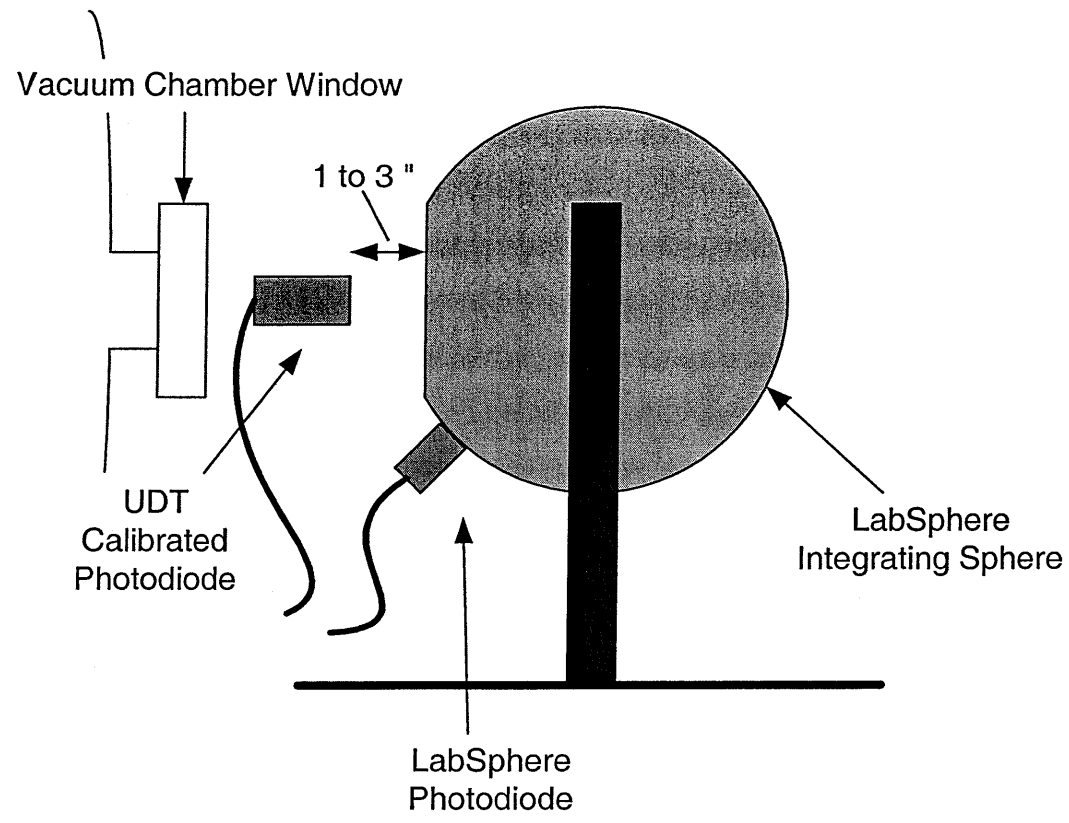 Vacuum Chamber Window
1 to 3 "
UDT
Calibrated
Photodiode
LabSphere
Integrating Sphere
LabSphere
Photodiode